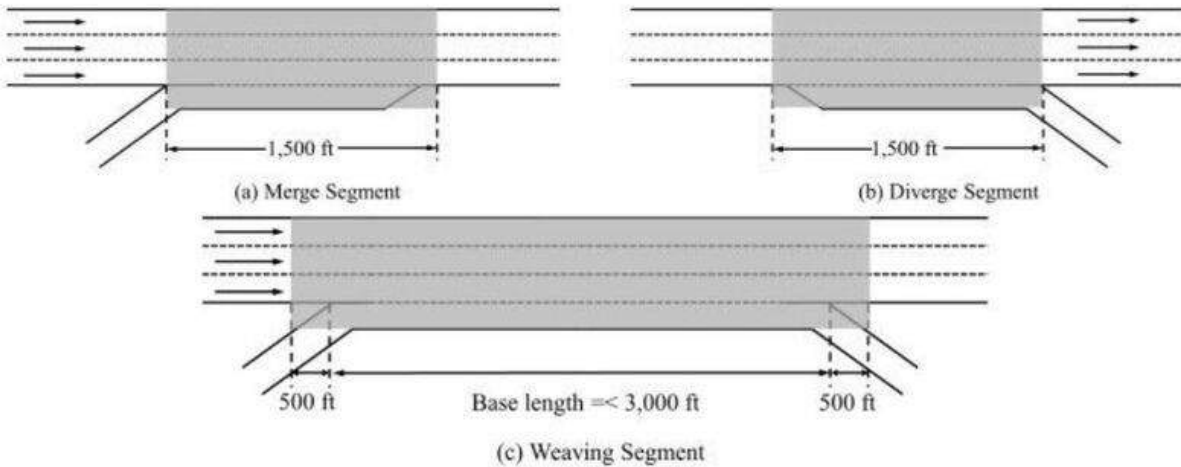 1,500 ft
1,500 ft
(a) Merge Segment
(b) Diverge Segment
500 ft
Base length =< 3,000 ft
500 ft
(c) Weaving Segment